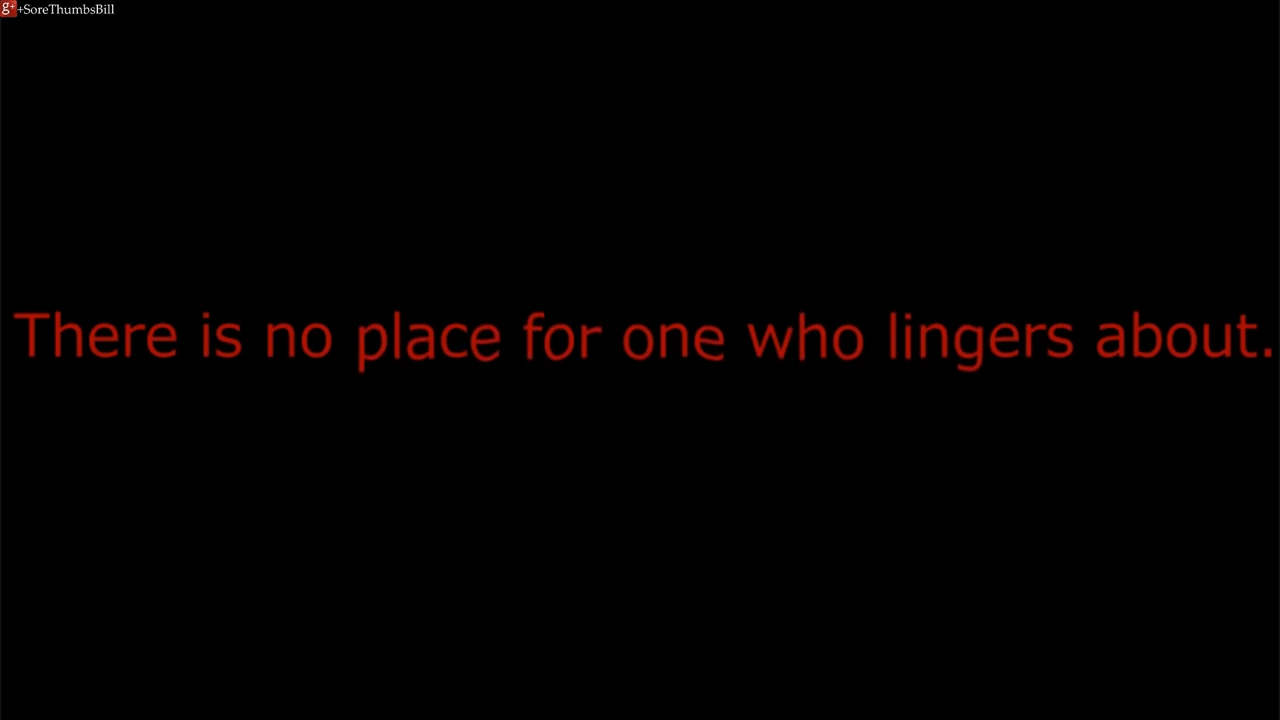 g+ +SoreThumbsBill
There is no place for one who lingers about.